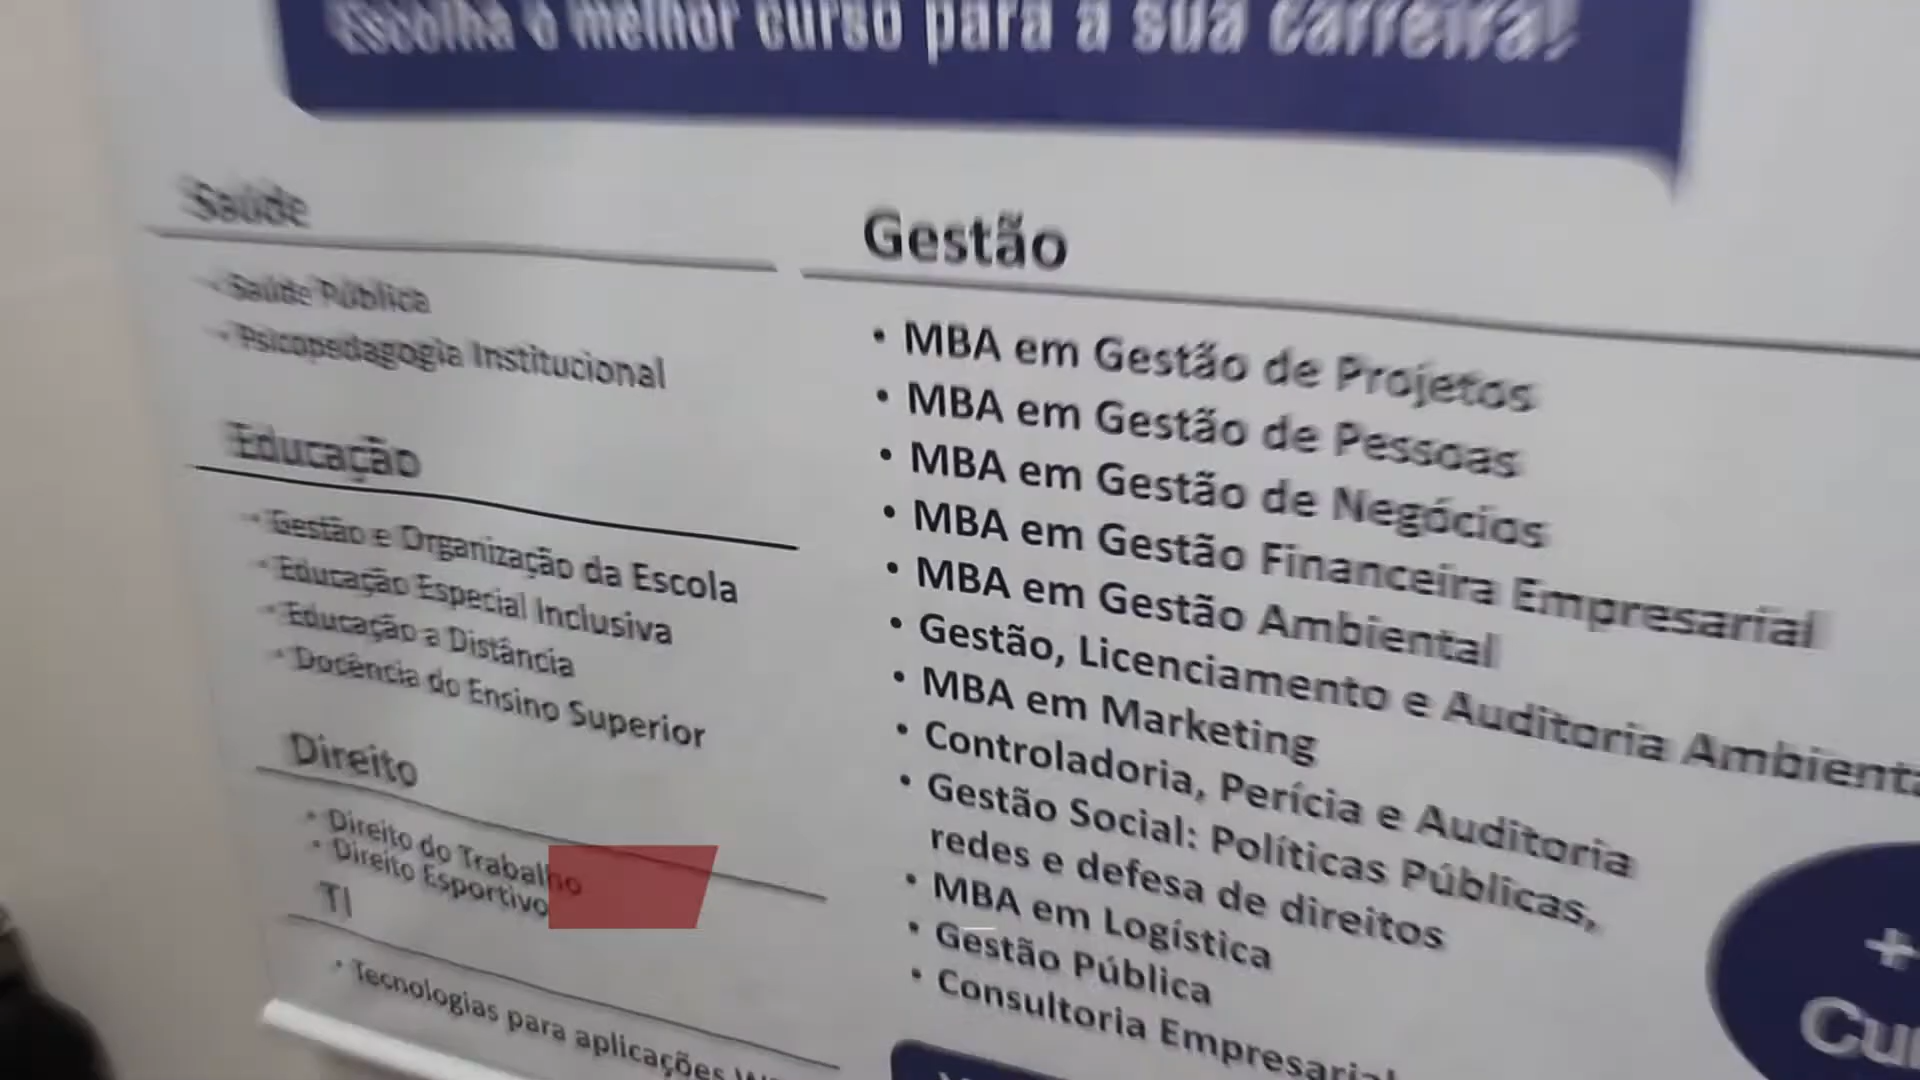 Escolha o melhor curso para a sua carreira!
Saúde
• Saúde Pública
• Psicopedagogia Institucional
Educação
• Gestão e Organização da Escola
• Educação Especial Inclusiva
• Educação a Distância
• Docência do Ensino Superior
Direito
• Direito do Trabalho
• Direito Esportivo
TI
• Tecnologias para aplicações
Gestão
• MBA em Gestão de Projetos
• MBA em Gestão de Pessoas
• MBA em Gestão de Negócios
• MBA em Gestão Financeira Empresarial
• MBA em Gestão Ambiental
• Gestão, Licenciamento e Auditoria Ambienta
• MBA em Marketing
• Controladoria, Perícia e Auditoria
• Gestão Social: Políticas Públicas,
redes e defesa de direitos
• MBA em Logística
• Gestão Pública
• Consultoria Empresarial
+
Cu